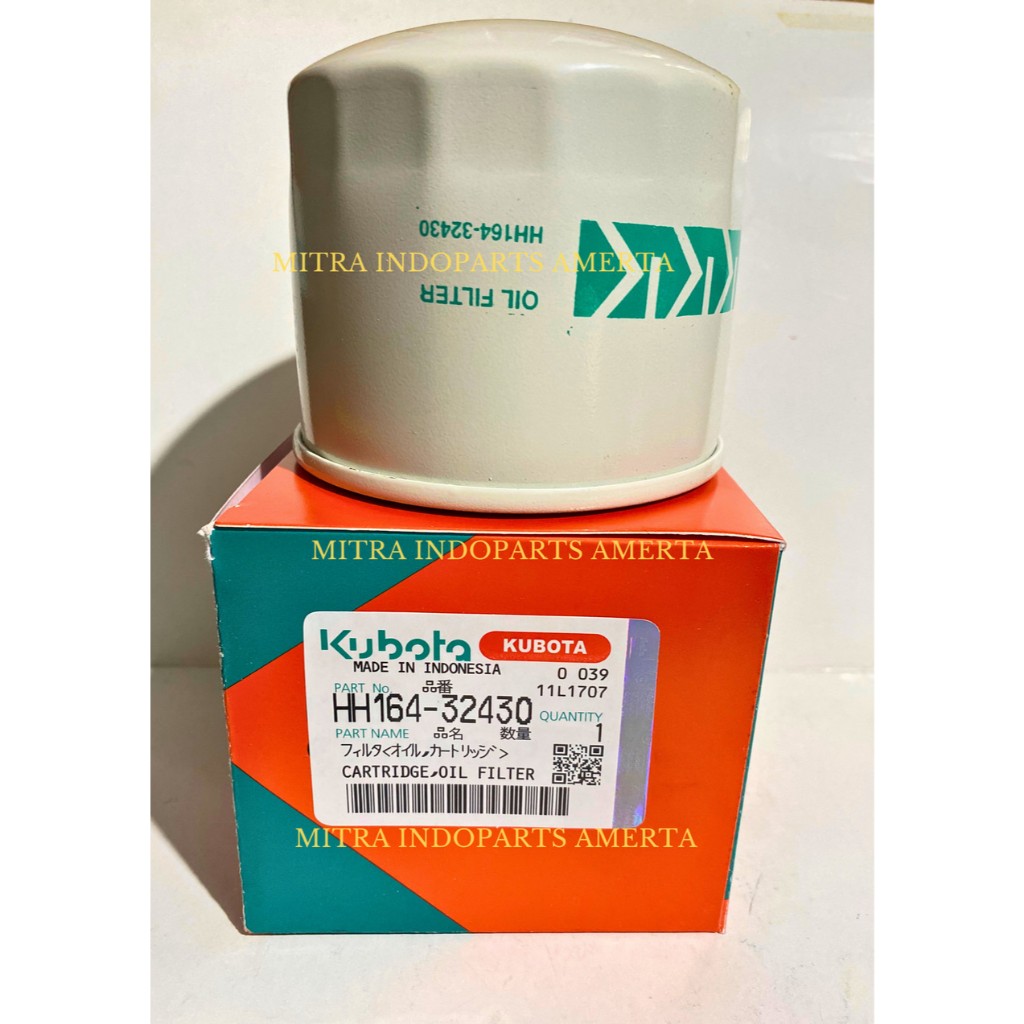 HH164-32430
MITRA INDOPARTS AMERTA
OIL FILTER
MITRA INDOPARTS AMERTA
Kubota KUBOTA
MADE IN INDONESIA 0 039
PART No. 品番 11L1707
HH164-32430 QUANTITY
PART NAME 品名 数量 1
フィルタ<オイル,カートリッジ>
CARTRIDGE,OIL FILTER
MITRA INDOPARTS AMERTA